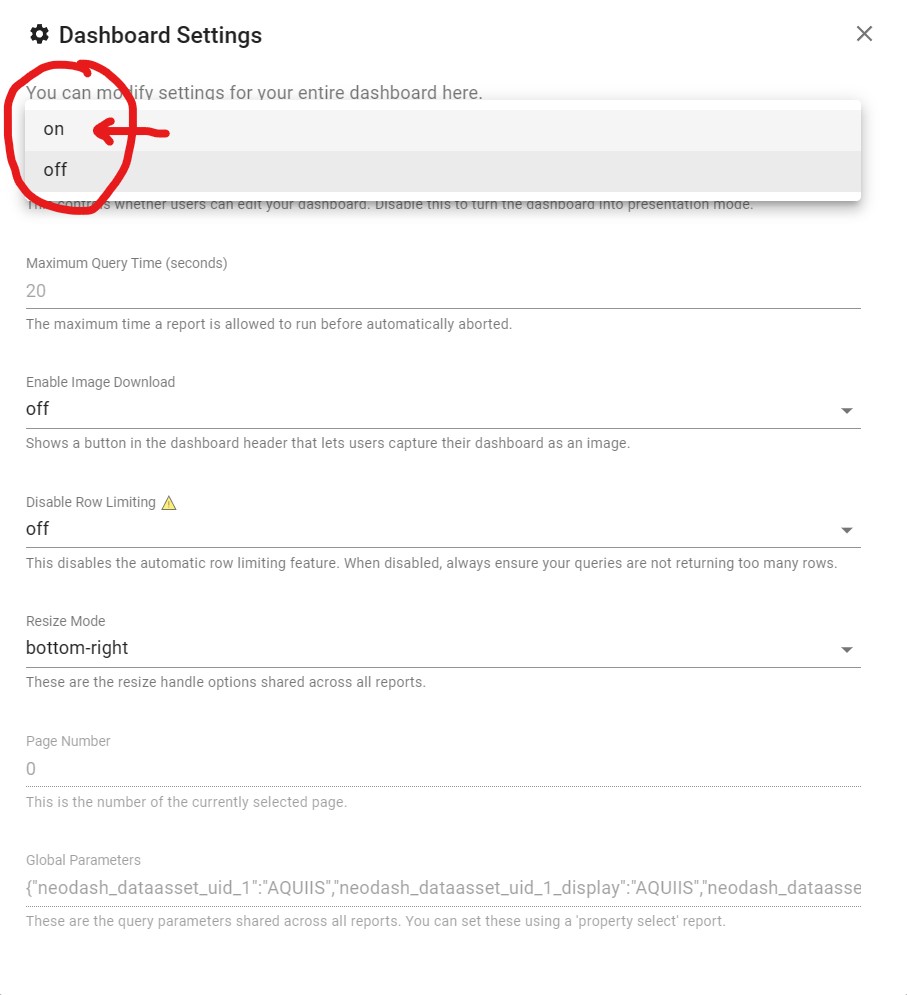 Dashboard Settings
You can modify settings for your entire dashboard here.
on
off
This controls whether users can edit your dashboard. Disable this to turn the dashboard into presentation mode.
Maximum Query Time (seconds)
20
The maximum time a report is allowed to run before automatically aborted.
Enable Image Download
off
Shows a button in the dashboard header that lets users capture their dashboard as an image.
Disable Row Limiting
off
This disables the automatic row limiting feature. When disabled, always ensure your queries are not returning too many rows.
Resize Mode
bottom-right
These are the resize handle options shared across all reports.
Page Number
0
This is the number of the currently selected page.
Global Parameters
{"neodash_dataasset_uid_1":"AQUIIS","neodash_dataasset_uid_1_display":"AQUIIS","neodash_dataasse
These are the query parameters shared across all reports. You can set these using a 'property select' report.